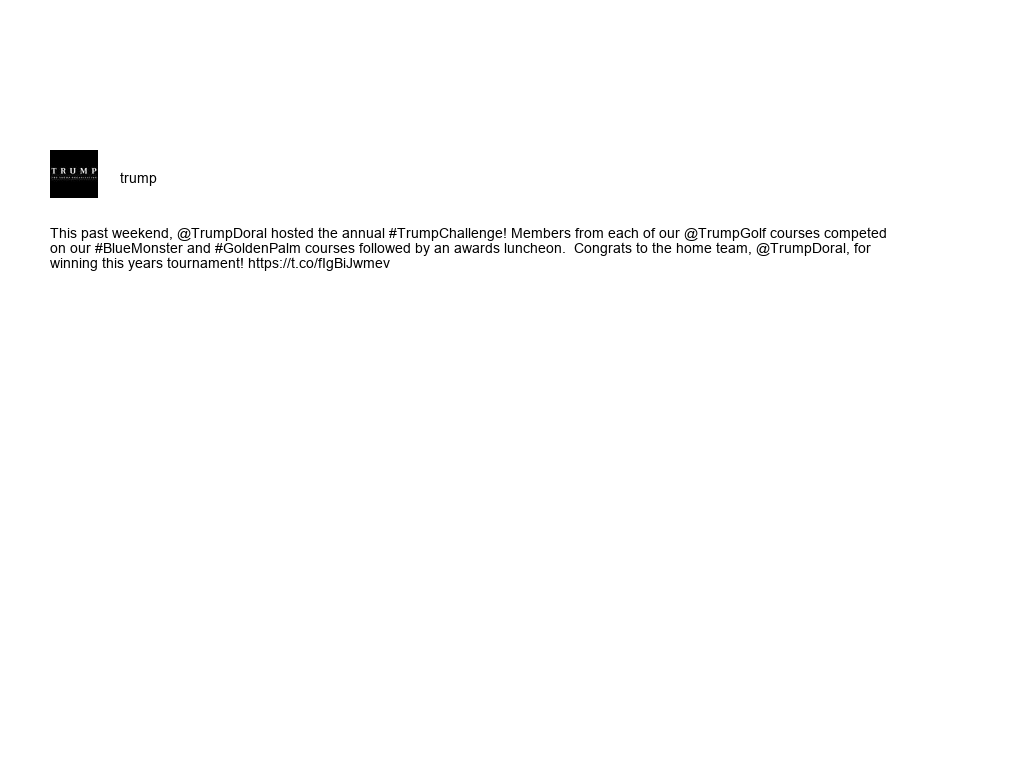 TRUMP
trump
This past weekend, @TrumpDoral hosted the annual #TrumpChallenge! Members from each of our @TrumpGolf courses competed
on our #BlueMonster and #GoldenPalm courses followed by an awards luncheon.  Congrats to the home team, @TrumpDoral, for
winning this years tournament! https://t.co/fIgBiJwmev